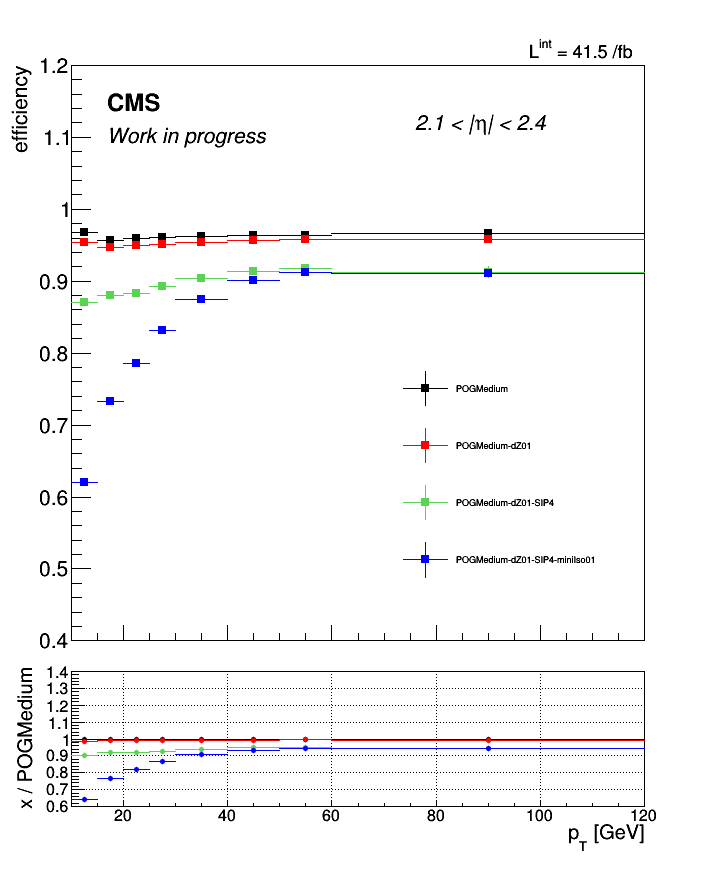 L^int = 41.5 /fb
efficiency
CMS
Work in progress
2.1 < |η| < 2.4
1.2
1.1
1
0.9
0.8
0.7
0.6
0.5
0.4
POGMedium
POGMedium-dZ01
POGMedium-dZ01-SIP4
POGMedium-dZ01-SIP4-miniIso01
x / POGMedium
1.4
1.3
1.2
1.1
1
0.9
0.8
0.7
0.6
20 40 60 80 100 120
p_T [GeV]